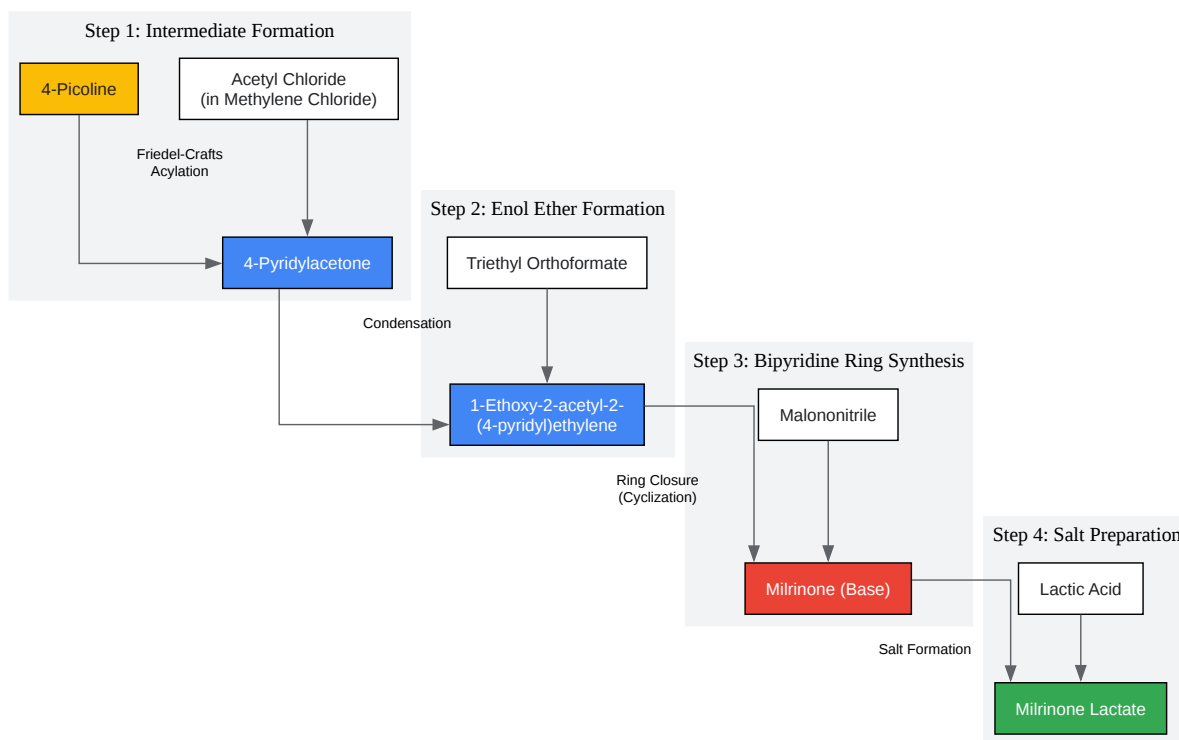 Step 1: Intermediate Formation
4-Picoline
Acetyl Chloride
(in Methylene Chloride)
Friedel-Crafts
Acylation
4-Pyridylacetone
Step 2: Enol Ether Formation
Triethyl Orthoformate
Condensation
1-Ethoxy-2-acetyl-2-
(4-pyridyl)ethylene
Step 3: Bipyridine Ring Synthesis
Malononitrile
Ring Closure
(Cyclization)
Milrinone (Base)
Step 4: Salt Preparation
Lactic Acid
Salt Formation
Milrinone Lactate